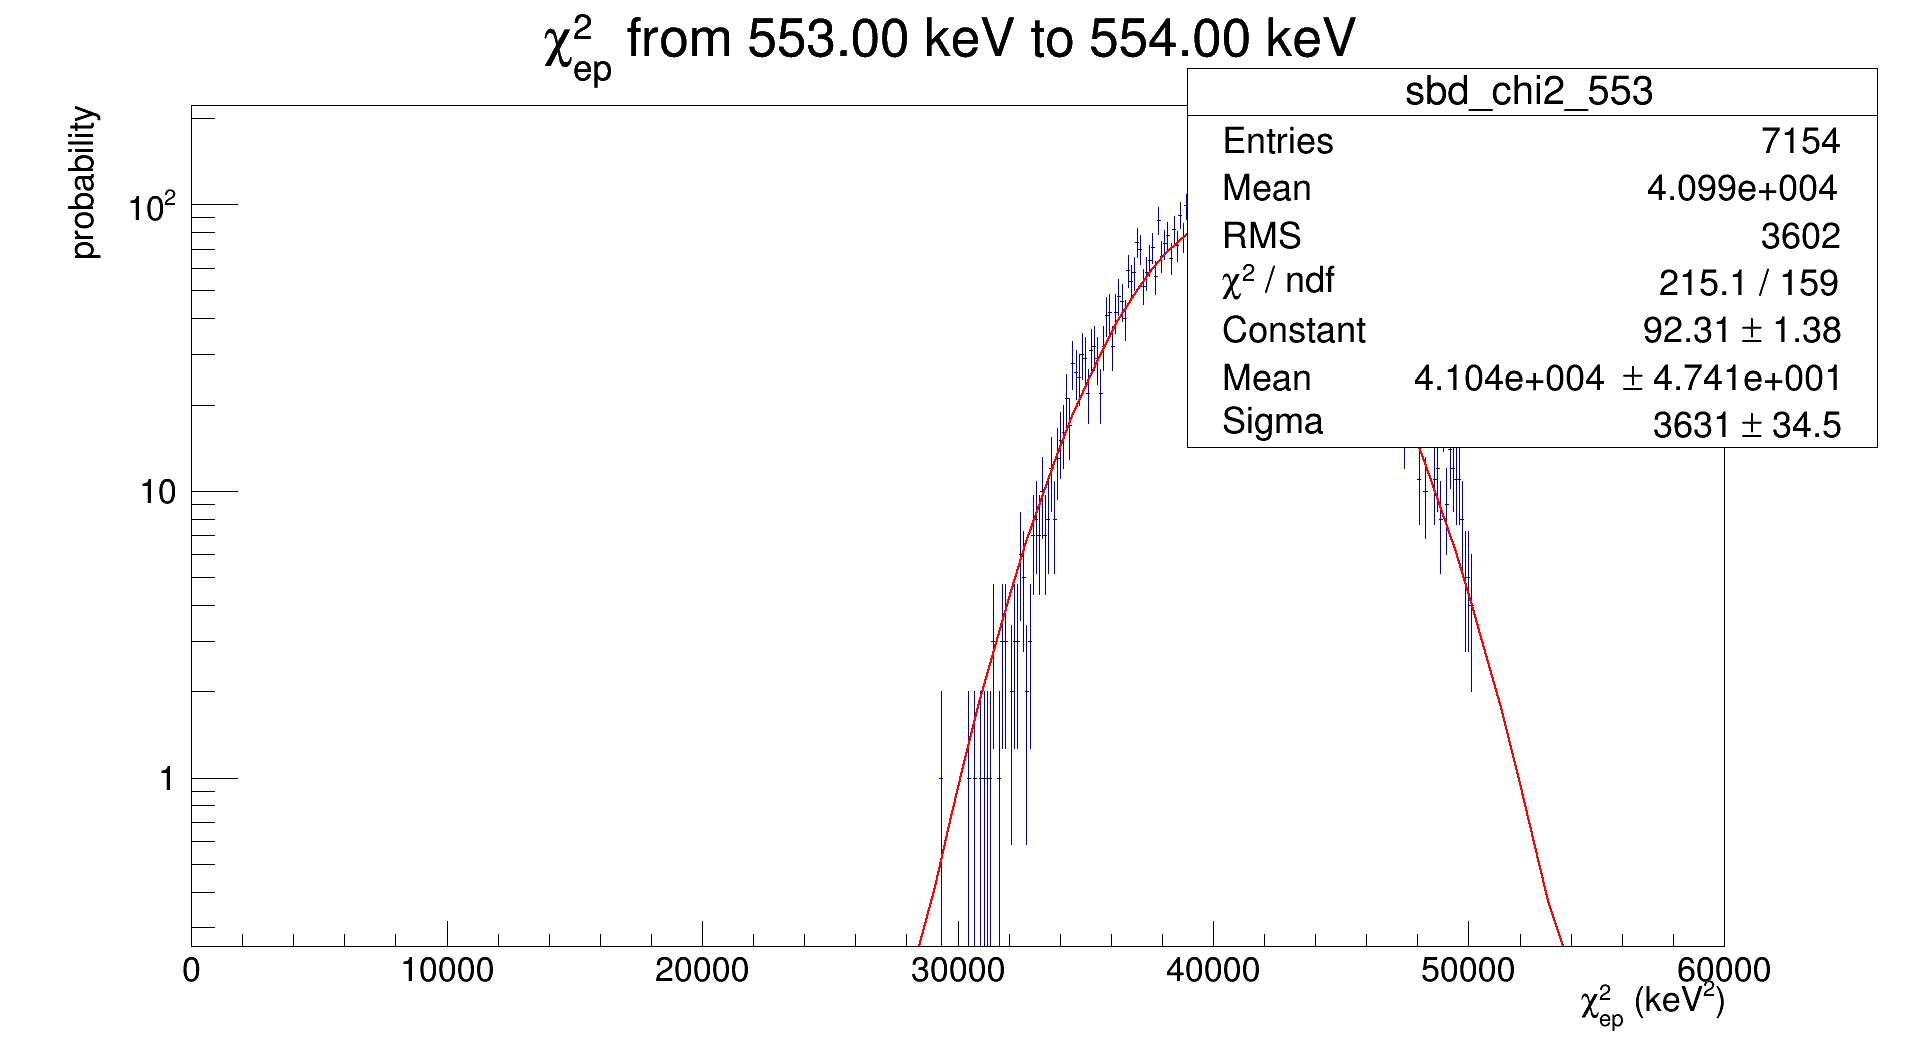 χ²ep from 553.00 keV to 554.00 keV
probability
sbd_chi2_553
Entries 7154
Mean 4.099e+004
RMS 3602
χ² / ndf 215.1 / 159
Constant 92.31 ± 1.38
Mean 4.104e+004 ± 4.741e+001
Sigma 3631 ± 34.5
10²
10
1
0 10000 20000 30000 40000 50000 60000
χ²ep (keV²)